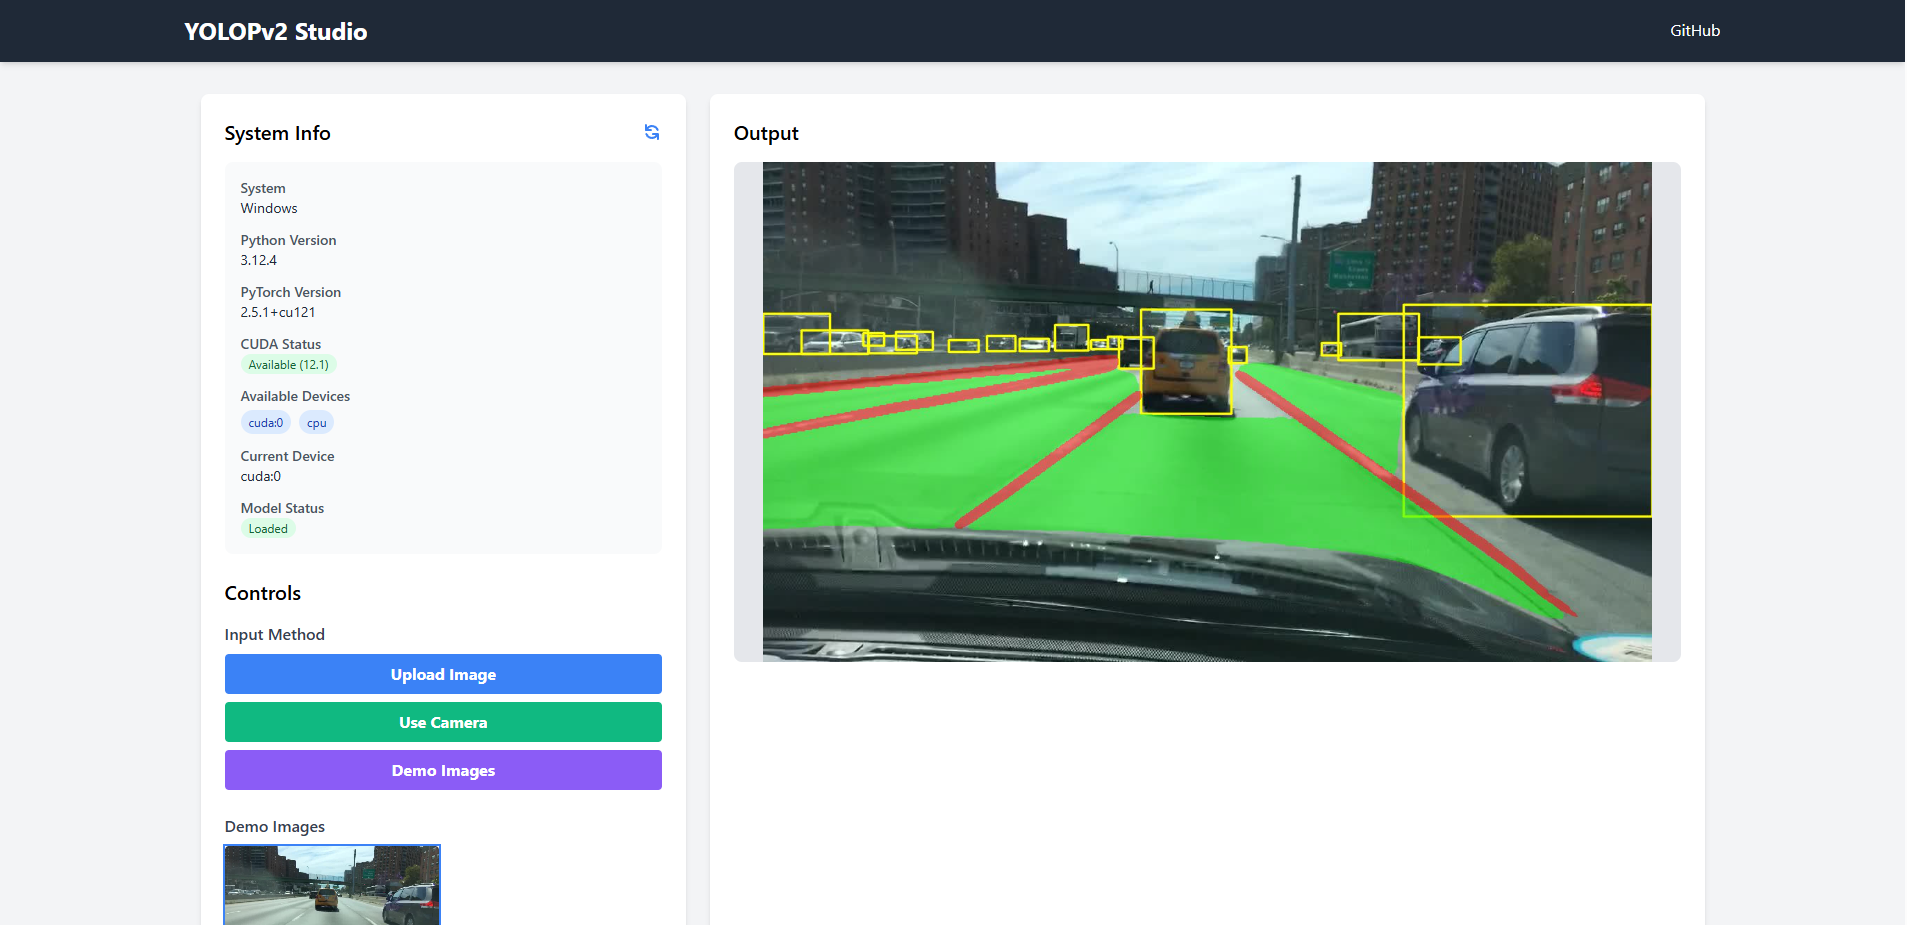 YOLOPv2 Studio
GitHub
System Info
System
Windows
Python Version
3.12.4
PyTorch Version
2.5.1+cu121
CUDA Status
Available (12.1)
Available Devices
cuda:0 cpu
Current Device
cuda:0
Model Status
Loaded
Controls
Input Method
Upload Image
Use Camera
Demo Images
Demo Images
Output